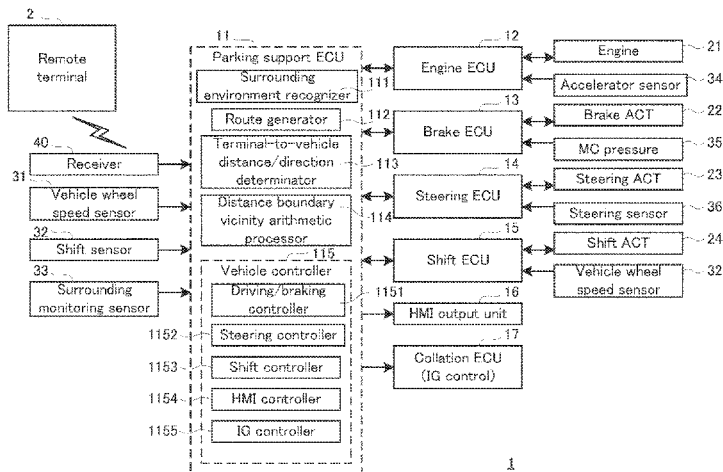 2
Remote
terminal
40
Receiver
31
Vehicle wheel
speed sensor
32
Shift sensor
33
Surrounding
monitoring sensor
11
Parking support ECU
Surrounding
environment recognizer
111
Route generator
112
Terminal-to-vehicle
distance/direction
determinator
113
Distance boundary
vicinity arithmetic
processor
114
115
Vehicle controller
Driving/braking
controller
1151
1152
Steering controller
1153
Shift controller
1154
HMI controller
1155
IG controller
12
Engine ECU
13
Brake ECU
14
Steering ECU
15
Shift ECU
16
HMI output unit
17
Collation ECU
(IG control)
Engine
21
Accelerator sensor
34
Brake ACT
22
MC pressure
35
Steering ACT
23
Steering sensor
36
Shift ACT
24
Vehicle wheel
speed sensor
32
1